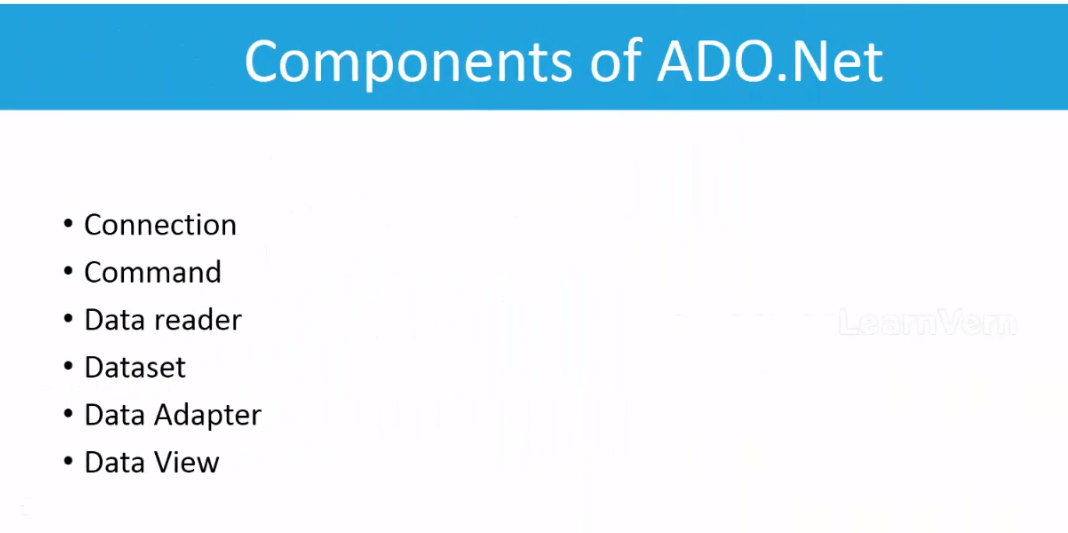 Components of ADO.Net
• Connection
• Command
• Data reader
LearnVern
• Dataset
• Data Adapter
• Data View